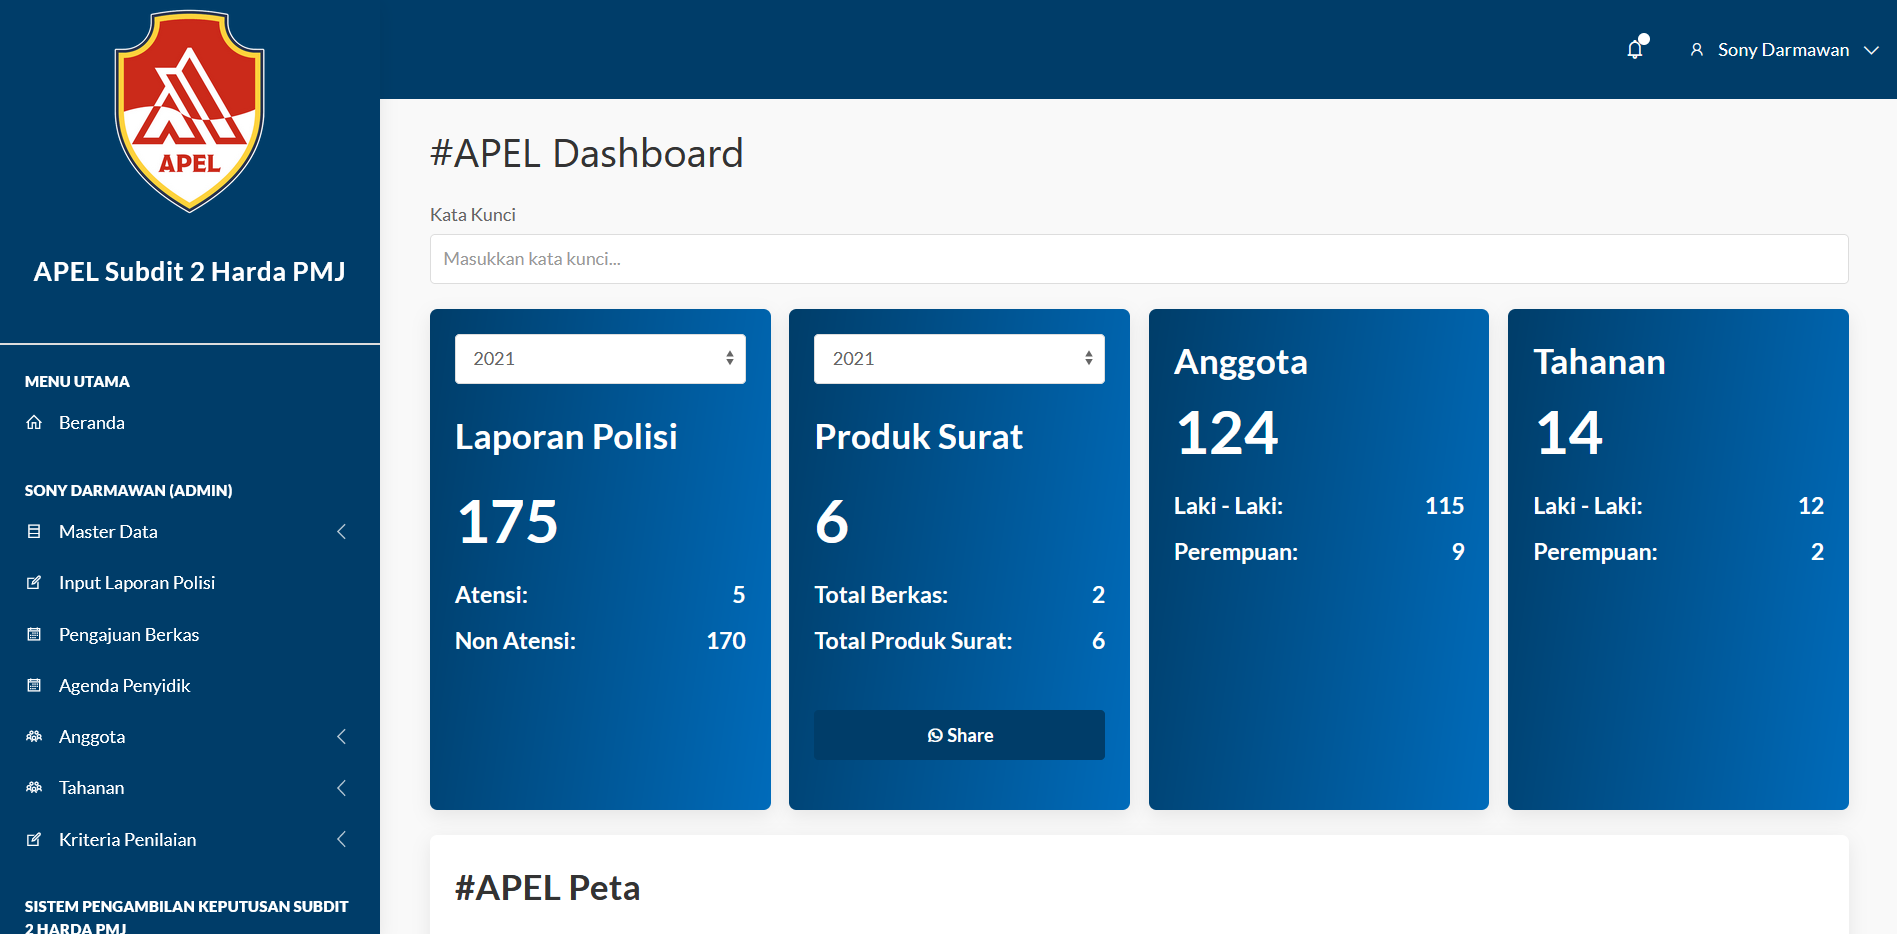 APEL
APEL Subdit 2 Harda PMJ
MENU UTAMA
Beranda
SONY DARMAWAN (ADMIN)
Master Data
Input Laporan Polisi
Pengajuan Berkas
Agenda Penyidik
Anggota
Tahanan
Kriteria Penilaian
SISTEM PENGAMBILAN KEPUTUSAN SUBDIT
2 HARDA PMJ
Sony Darmawan
#APEL Dashboard
Kata Kunci
Masukkan kata kunci...
2021
Laporan Polisi
175
Atensi: 5
Non Atensi: 170
2021
Produk Surat
6
Total Berkas: 2
Total Produk Surat: 6
Share
Anggota
124
Laki - Laki: 115
Perempuan: 9
Tahanan
14
Laki - Laki: 12
Perempuan: 2
#APEL Peta